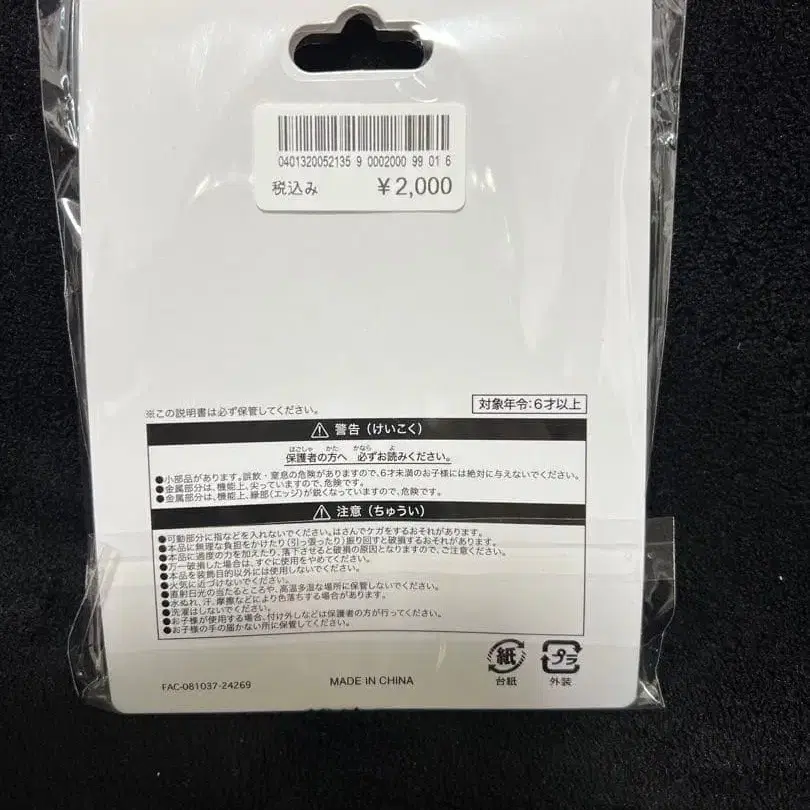 0401320052135 9 0002000 99 01 6
税込み ￥2,000
※この説明書は必ず保管してください。
対象年令:6才以上
警告（けいこく）
ほごしゃ かた かなら よ
保護者の方へ 必ずお読みください。
●小部品があります。誤飲・窒息の危険がありますので、6才未満のお子様には絶対に与えないでください。
●金属部分は、機能上、尖っていますので、危険です。
●金属部分は、機能上、縁部（エッジ）が鋭くなっていますので、危険です。
注意（ちゅうい）
●可動部分に指などを入れないでください。はさんでケガをするおそれがあります。
●本品に無理な負担をかけたり（引っ張ったり）振り回すと破損するおそれがあります。
●本品に過度の力を加えたり、落下させると破損の原因となりますので、ご注意ください。
●万一破損した場合は、すぐに使用をやめてください。
●本品を装飾目的以外には使用しないでください。
●火気に近づけないでください。
●直射日光の当たるところや、高温多湿な場所に保管しないでください。
●水ぬれ、汗、摩擦などにより色落ちする場合があります。
●洗濯はしないでください。
●お子様が使用する場合、付け外しなどは保護者の方が行ってください。
●お子様の手の届かない所に保管してください。
紙 プラ
台紙 外装
FAC-081037-24269 MADE IN CHINA